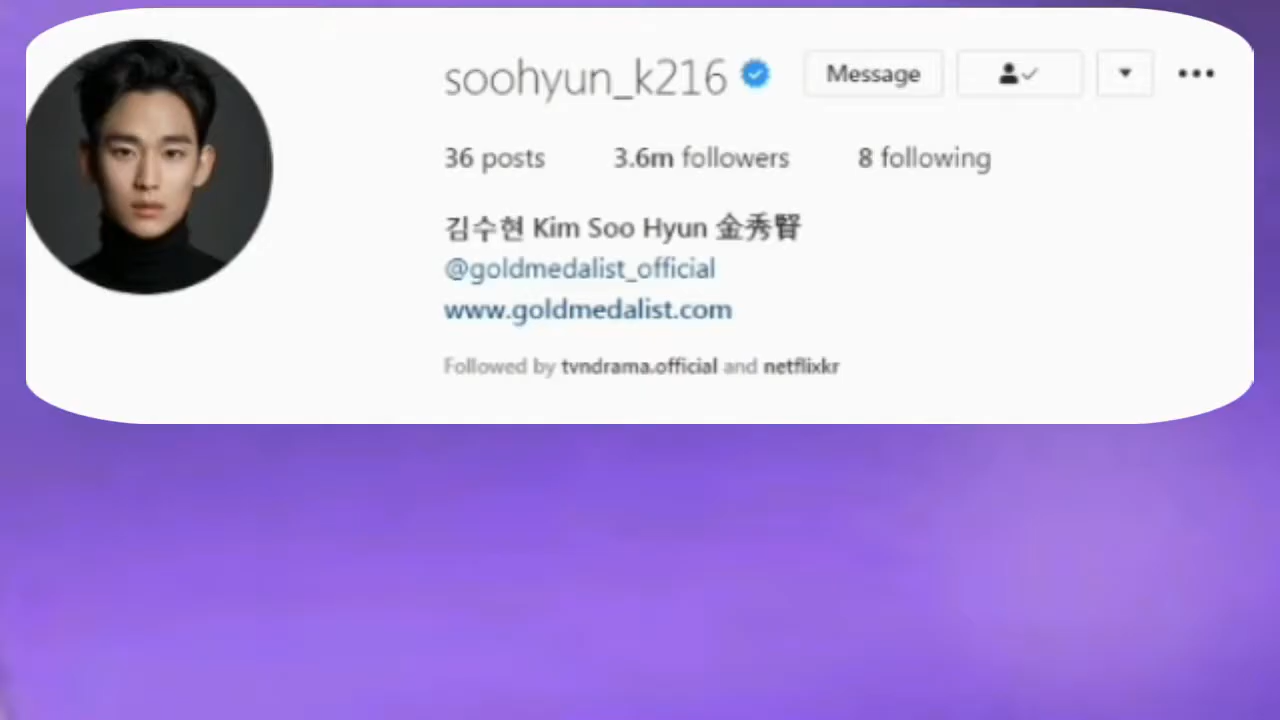 soohyun_k216 Message
36 posts 3.6m followers 8 following
김수현 Kim Soo Hyun 金秀賢
@goldmedalist_official
www.goldmedalist.com
Followed by tvndrama.official and netflixkr